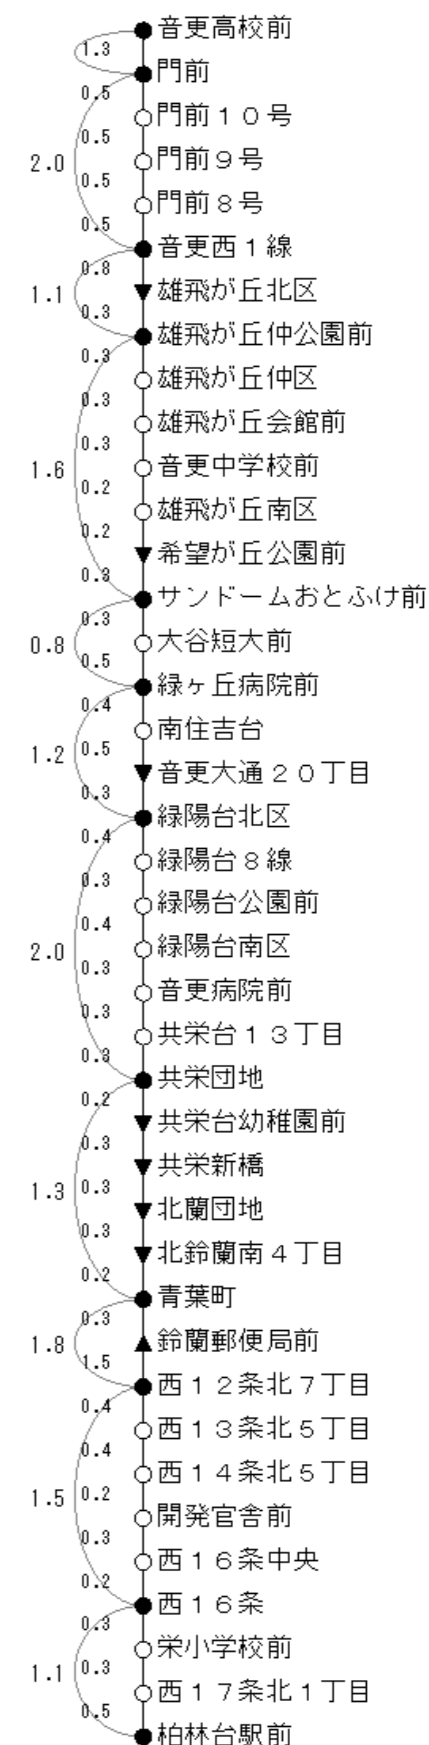 音更高校前
1.3
門前
0.5
門前１０号
0.5
2.0
門前９号
0.5
門前８号
0.5
音更西１線
0.8
1.1
雄飛が丘北区
0.3
雄飛が丘仲公園前
0.3
雄飛が丘仲区
0.3
雄飛が丘会館前
0.3
1.6
音更中学校前
0.2
雄飛が丘南区
0.2
希望が丘公園前
0.3
サンドームおとふけ前
0.3
0.8
大谷短大前
0.5
緑ヶ丘病院前
0.4
南住吉台
1.2
0.5
音更大通２０丁目
0.3
緑陽台北区
0.4
緑陽台８線
0.3
緑陽台公園前
0.4
2.0
緑陽台南区
0.3
音更病院前
0.3
共栄台１３丁目
0.3
共栄団地
0.2
共栄台幼稚園前
0.3
共栄新橋
1.3
0.3
北蘭団地
0.3
北鈴蘭南４丁目
0.2
青葉町
0.3
1.8
鈴蘭郵便局前
1.5
西１２条北７丁目
0.4
西１３条北５丁目
0.4
西１４条北５丁目
1.5
0.2
開発官舎前
0.3
西１６条中央
0.2
西１６条
0.3
栄小学校前
1.1
0.3
西１７条北１丁目
0.5
柏林台駅前